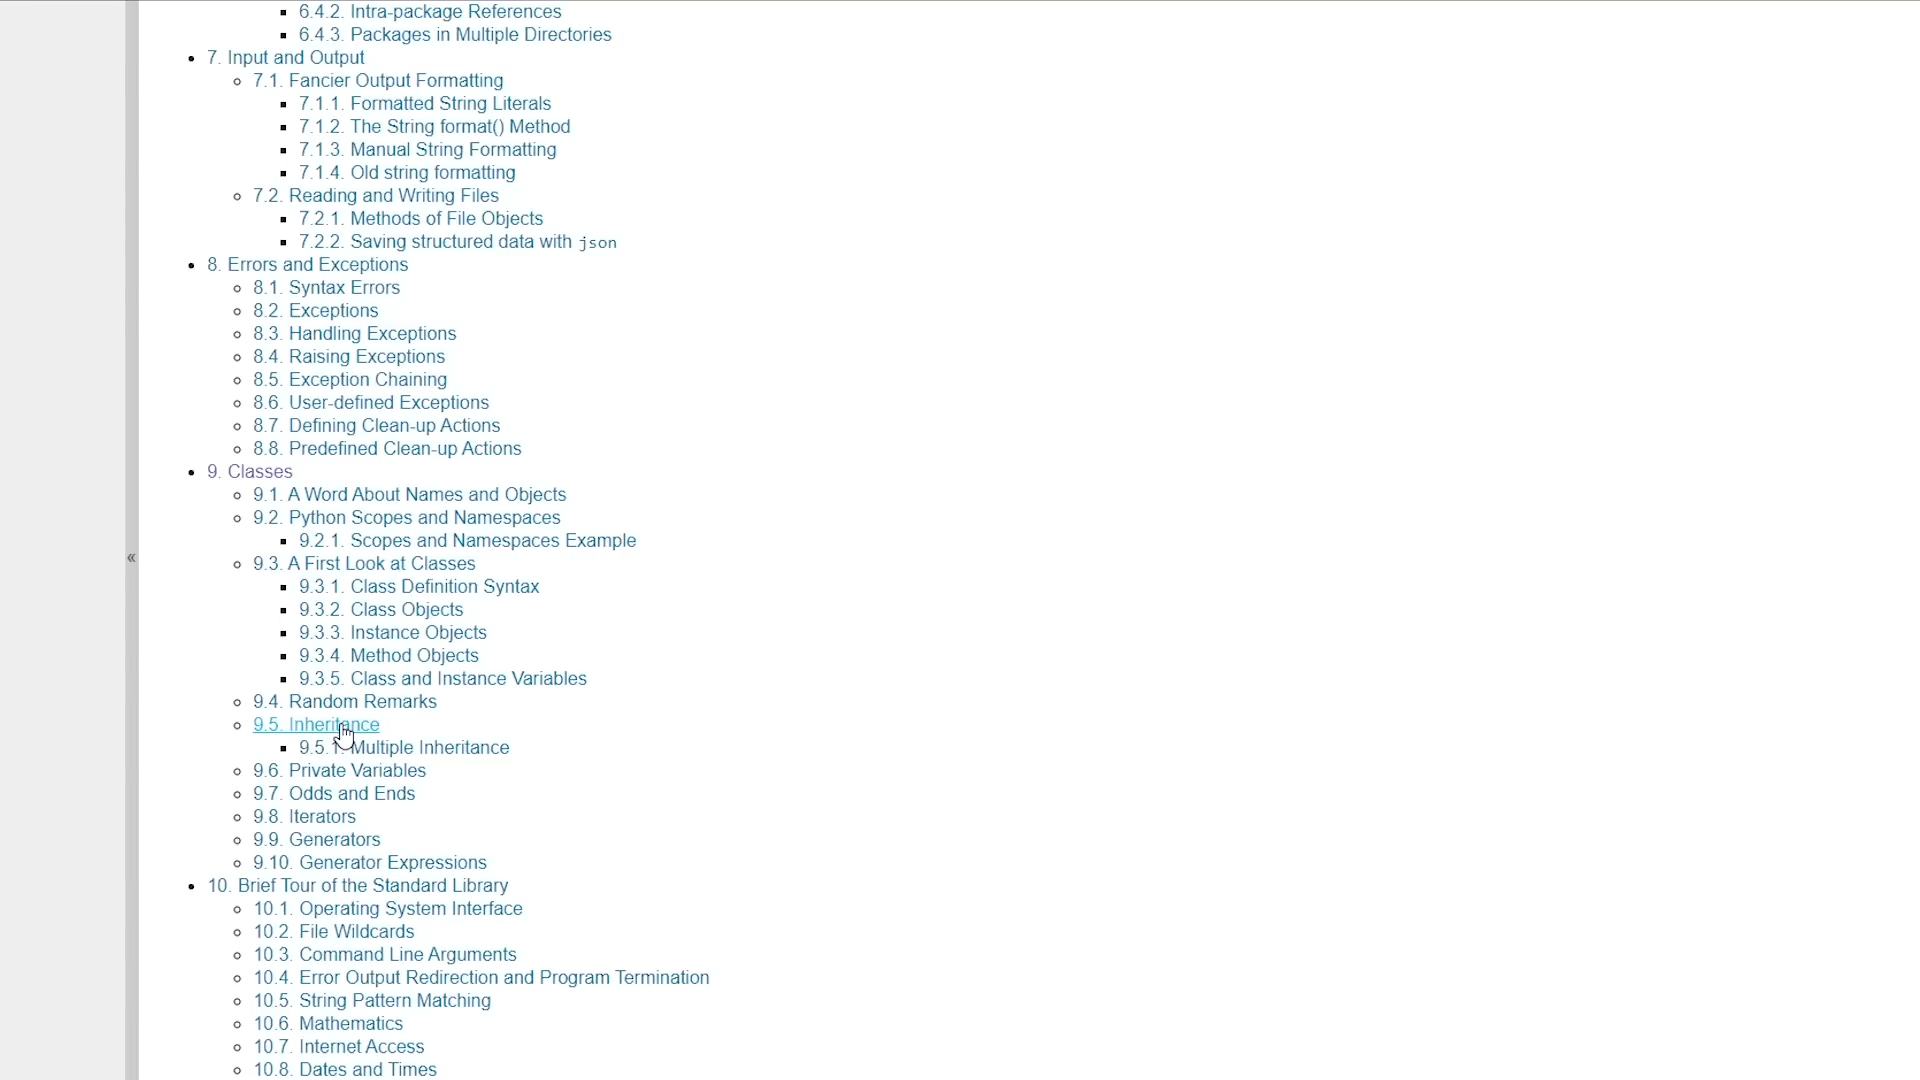 6.4.2. Intra-package References
6.4.3. Packages in Multiple Directories
7. Input and Output
7.1. Fancier Output Formatting
7.1.1. Formatted String Literals
7.1.2. The String format() Method
7.1.3. Manual String Formatting
7.1.4. Old string formatting
7.2. Reading and Writing Files
7.2.1. Methods of File Objects
7.2.2. Saving structured data with json
8. Errors and Exceptions
8.1. Syntax Errors
8.2. Exceptions
8.3. Handling Exceptions
8.4. Raising Exceptions
8.5. Exception Chaining
8.6. User-defined Exceptions
8.7. Defining Clean-up Actions
8.8. Predefined Clean-up Actions
9. Classes
9.1. A Word About Names and Objects
9.2. Python Scopes and Namespaces
9.2.1. Scopes and Namespaces Example
«
9.3. A First Look at Classes
9.3.1. Class Definition Syntax
9.3.2. Class Objects
9.3.3. Instance Objects
9.3.4. Method Objects
9.3.5. Class and Instance Variables
9.4. Random Remarks
9.5. Inheritance
9.5.1. Multiple Inheritance
9.6. Private Variables
9.7. Odds and Ends
9.8. Iterators
9.9. Generators
9.10. Generator Expressions
10. Brief Tour of the Standard Library
10.1. Operating System Interface
10.2. File Wildcards
10.3. Command Line Arguments
10.4. Error Output Redirection and Program Termination
10.5. String Pattern Matching
10.6. Mathematics
10.7. Internet Access
10.8. Dates and Times